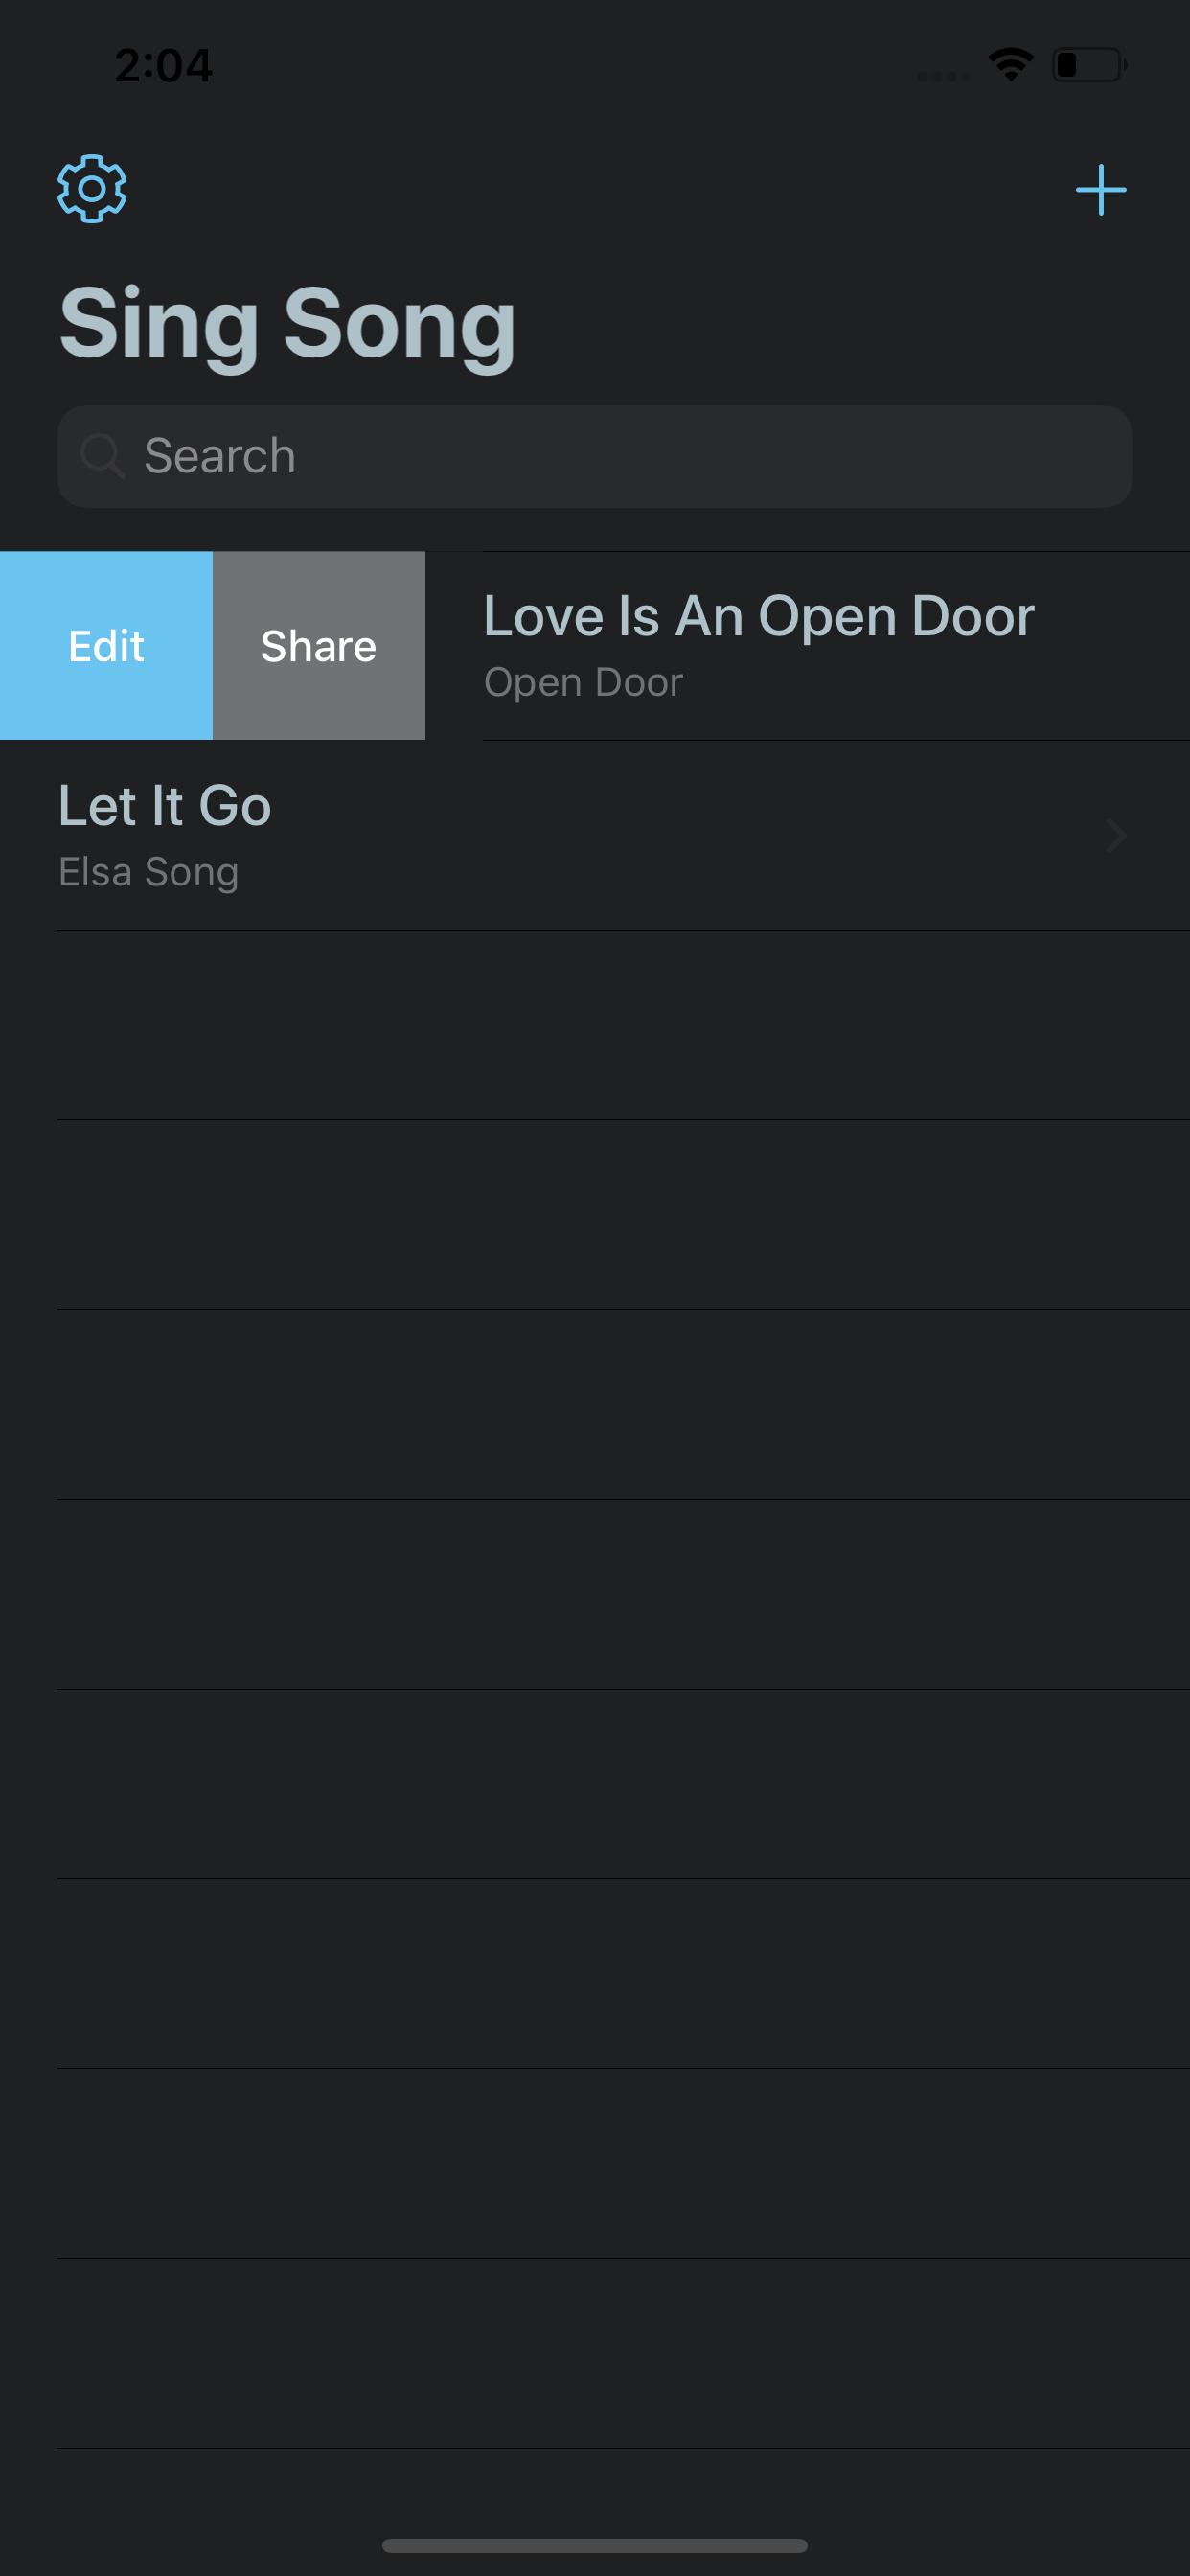 2:04
Sing Song
Search
Edit
Share
Love Is An Open Door
Open Door
Let It Go
Elsa Song